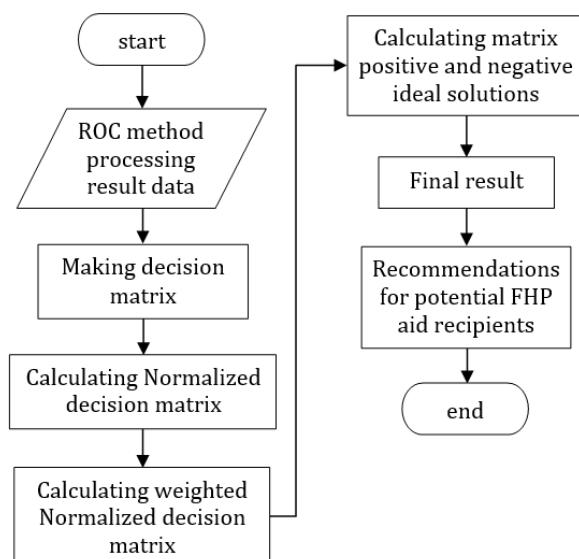 start
ROC method
processing
result data
Making decision
matrix
Calculating Normalized
decision matrix
Calculating weighted
Normalized decision
matrix
Calculating matrix
positive and negative
ideal solutions
Final result
Recommendations
for potential FHP
aid recipients
end